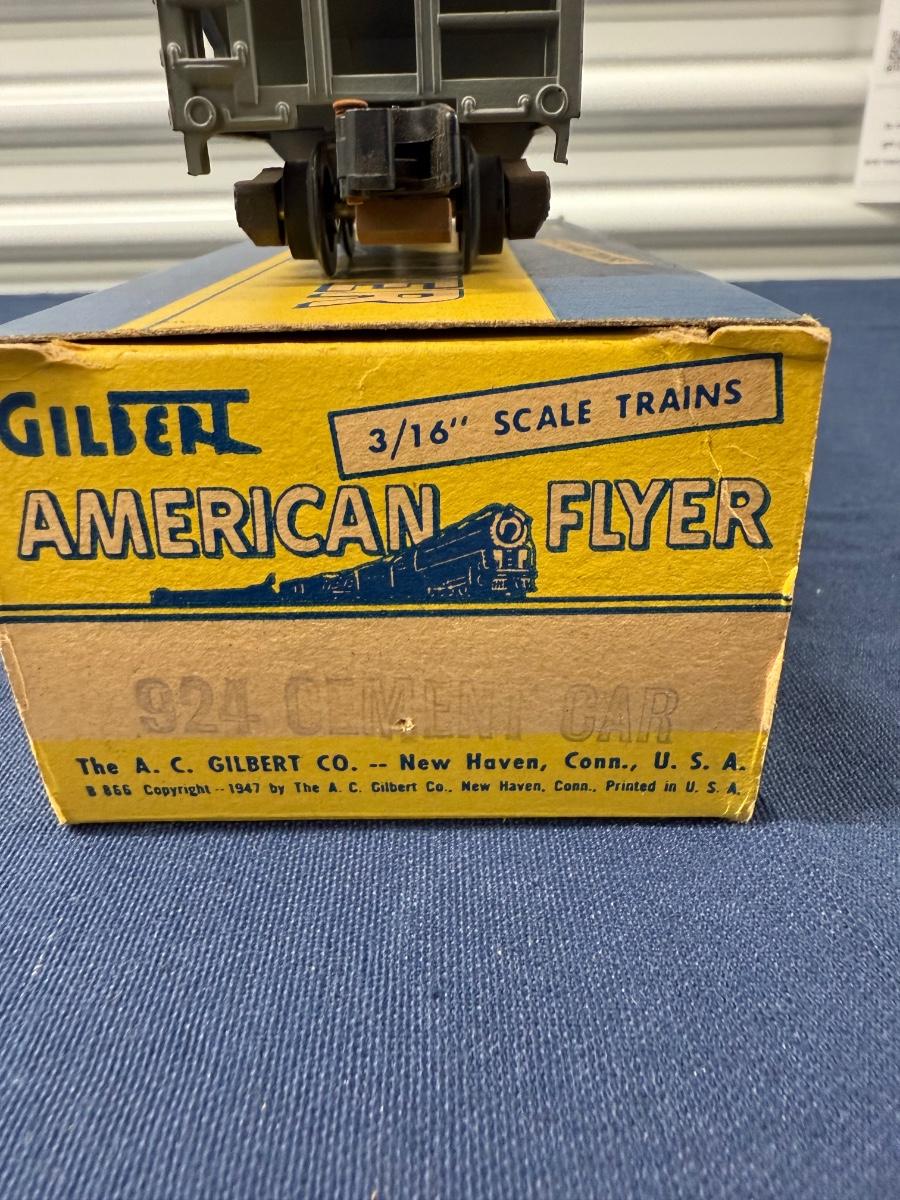 GILBERT
3/16" SCALE TRAINS
AMERICAN FLYER
924 CEMENT CAR
The A. C. GILBERT CO. -- New Haven, Conn., U. S. A.
B 866 Copyright -- 1947 by The A. C. Gilbert Co., New Haven, Conn., Printed in U. S. A.